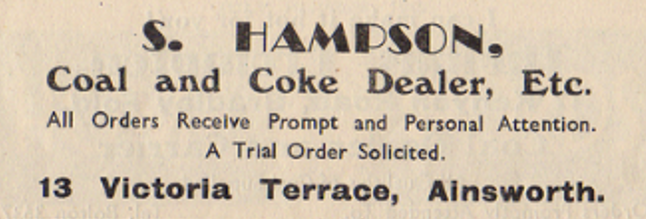 S. HAMPSON,
Coal and Coke Dealer, Etc.
All Orders Receive Prompt and Personal Attention.
A Trial Order Solicited.
13 Victoria Terrace, Ainsworth.